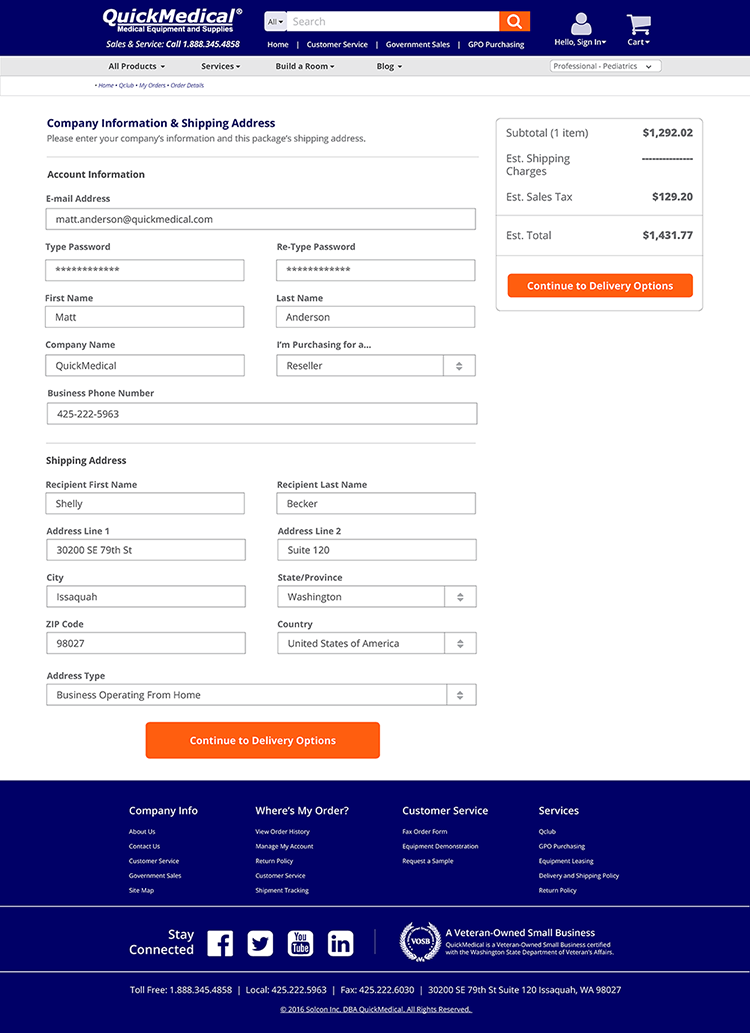 QuickMedical®
Medical Equipment and Supplies
Sales & Service: Call 1.888.345.4858
All Search
Home | Customer Service | Government Sales | GPO Purchasing
Hello, Sign In
Cart
All Products Services Build a Room Blog Professional - Pediatrics
• Home • Qclub • My Orders • Order Details
Company Information & Shipping Address
Please enter your company's information and this package's shipping address.
Account Information
E-mail Address
matt.anderson@quickmedical.com
Type Password Re-Type Password
************ ************
First Name Last Name
Matt Anderson
Company Name I'm Purchasing for a...
QuickMedical Reseller
Business Phone Number
425-222-5963
Shipping Address
Recipient First Name Recipient Last Name
Shelly Becker
Address Line 1 Address Line 2
30200 SE 79th St Suite 120
City State/Province
Issaquah Washington
ZIP Code Country
98027 United States of America
Address Type
Business Operating From Home
Continue to Delivery Options
Subtotal (1 item) $1,292.02
Est. Shipping
Charges ---------------
Est. Sales Tax $129.20
Est. Total $1,431.77
Continue to Delivery Options
Company Info
About Us
Contact Us
Customer Service
Government Sales
Site Map
Where's My Order?
View Order History
Manage My Account
Return Policy
Customer Service
Shipment Tracking
Customer Service
Fax Order Form
Equipment Demonstration
Request a Sample
Services
Qclub
GPO Purchasing
Equipment Leasing
Delivery and Shipping Policy
Return Policy
Stay
Connected
You
Tube
in
VOSB
A Veteran-Owned Small Business
QuickMedical is a Veteran-Owned Small Business certified
with the Washington State Department of Veteran's Affairs.
Toll Free: 1.888.345.4858 | Local: 425.222.5963 | Fax: 425.222.6030 | 30200 SE 79th St Suite 120 Issaquah, WA 98027
© 2016 Solcon Inc. DBA QuickMedical. All Rights Reserved.